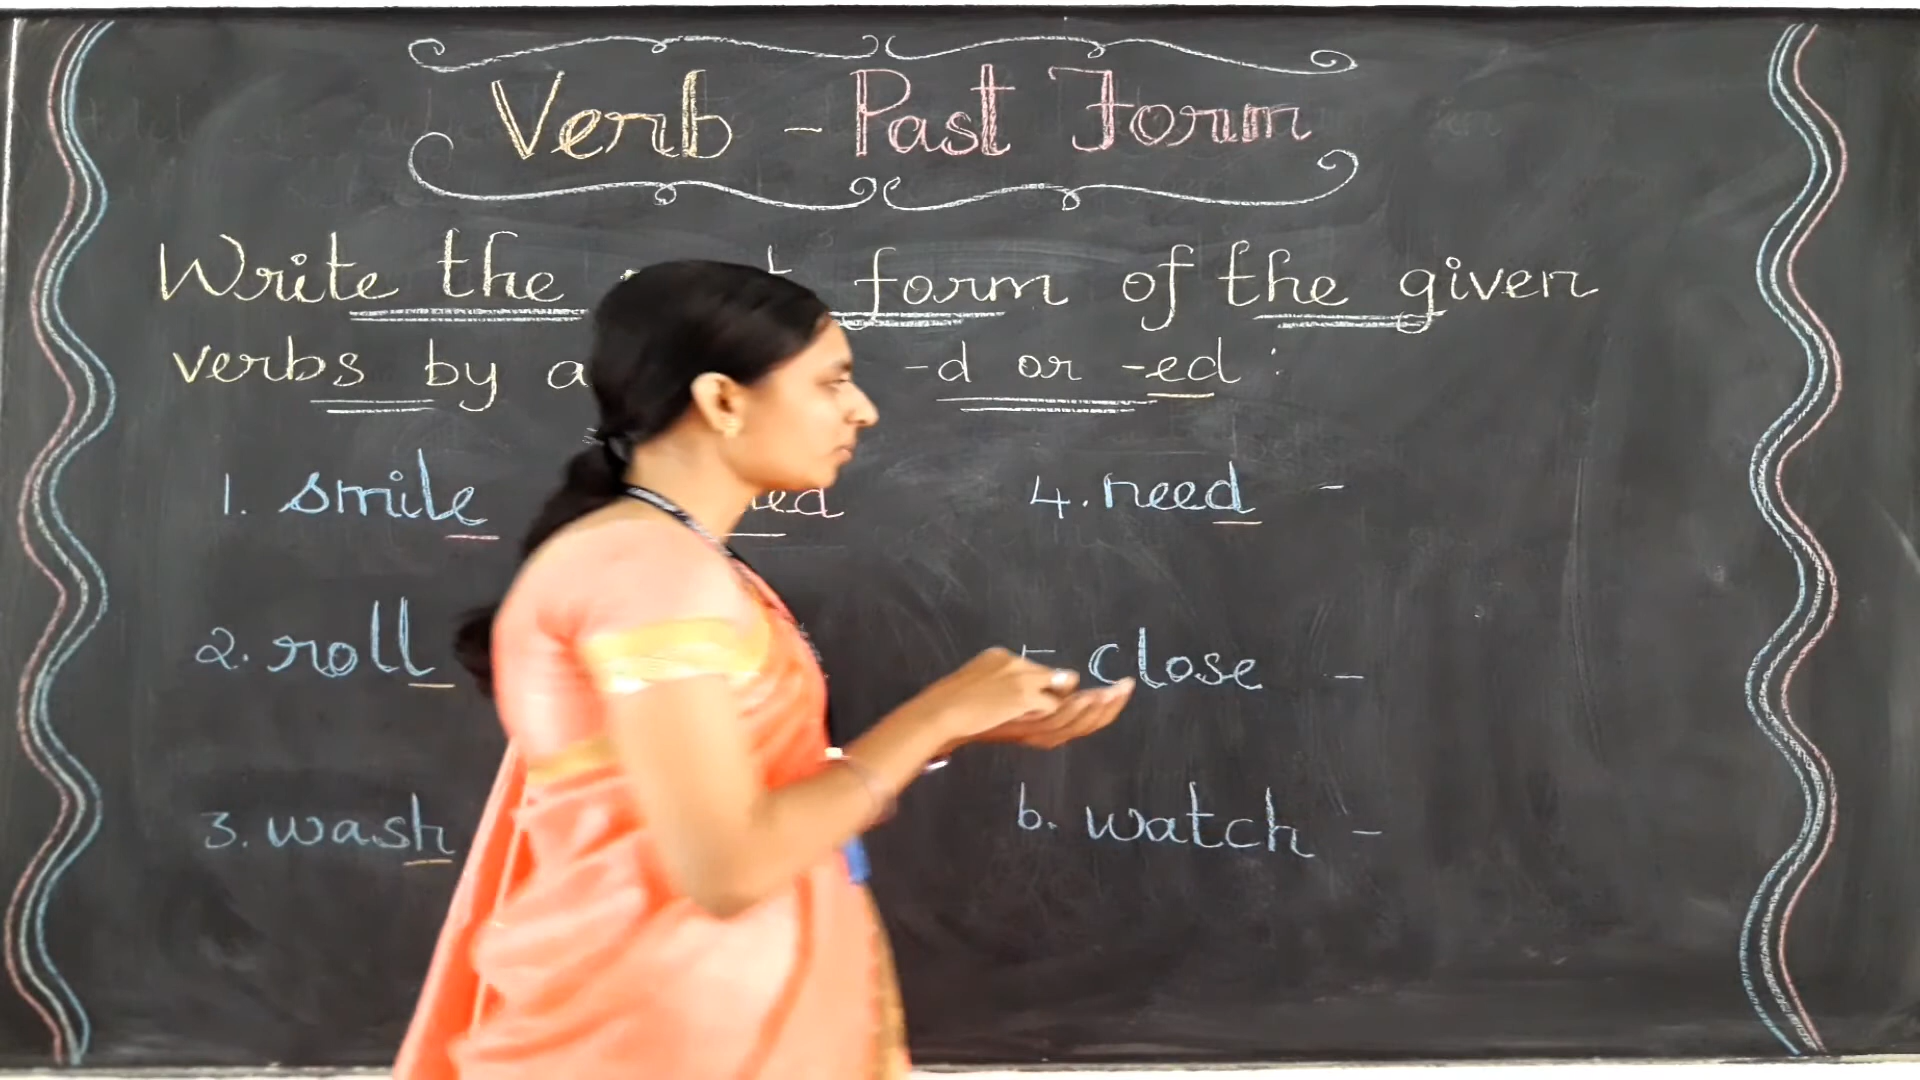 Verb - Past Form
Write the form of the given
verbs by -d or -ed :
1. smile
4. need -
2. roll
close -
3. wash
6. watch -